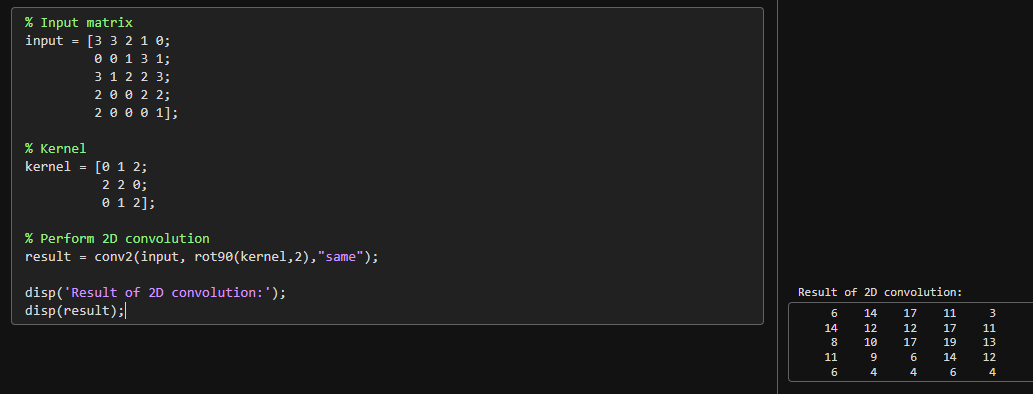 % Input matrix
input = [3 3 2 1 0;
         0 0 1 3 1;
         3 1 2 2 3;
         2 0 0 2 2;
         2 0 0 0 1];
% Kernel
kernel = [0 1 2;
          2 2 0;
          0 1 2];
% Perform 2D convolution
result = conv2(input, rot90(kernel,2),"same");
disp('Result of 2D convolution:');
disp(result);
Result of 2D convolution:
6 14 17 11 3
14 12 12 17 11
8 10 17 19 13
11 9 6 14 12
6 4 4 6 4